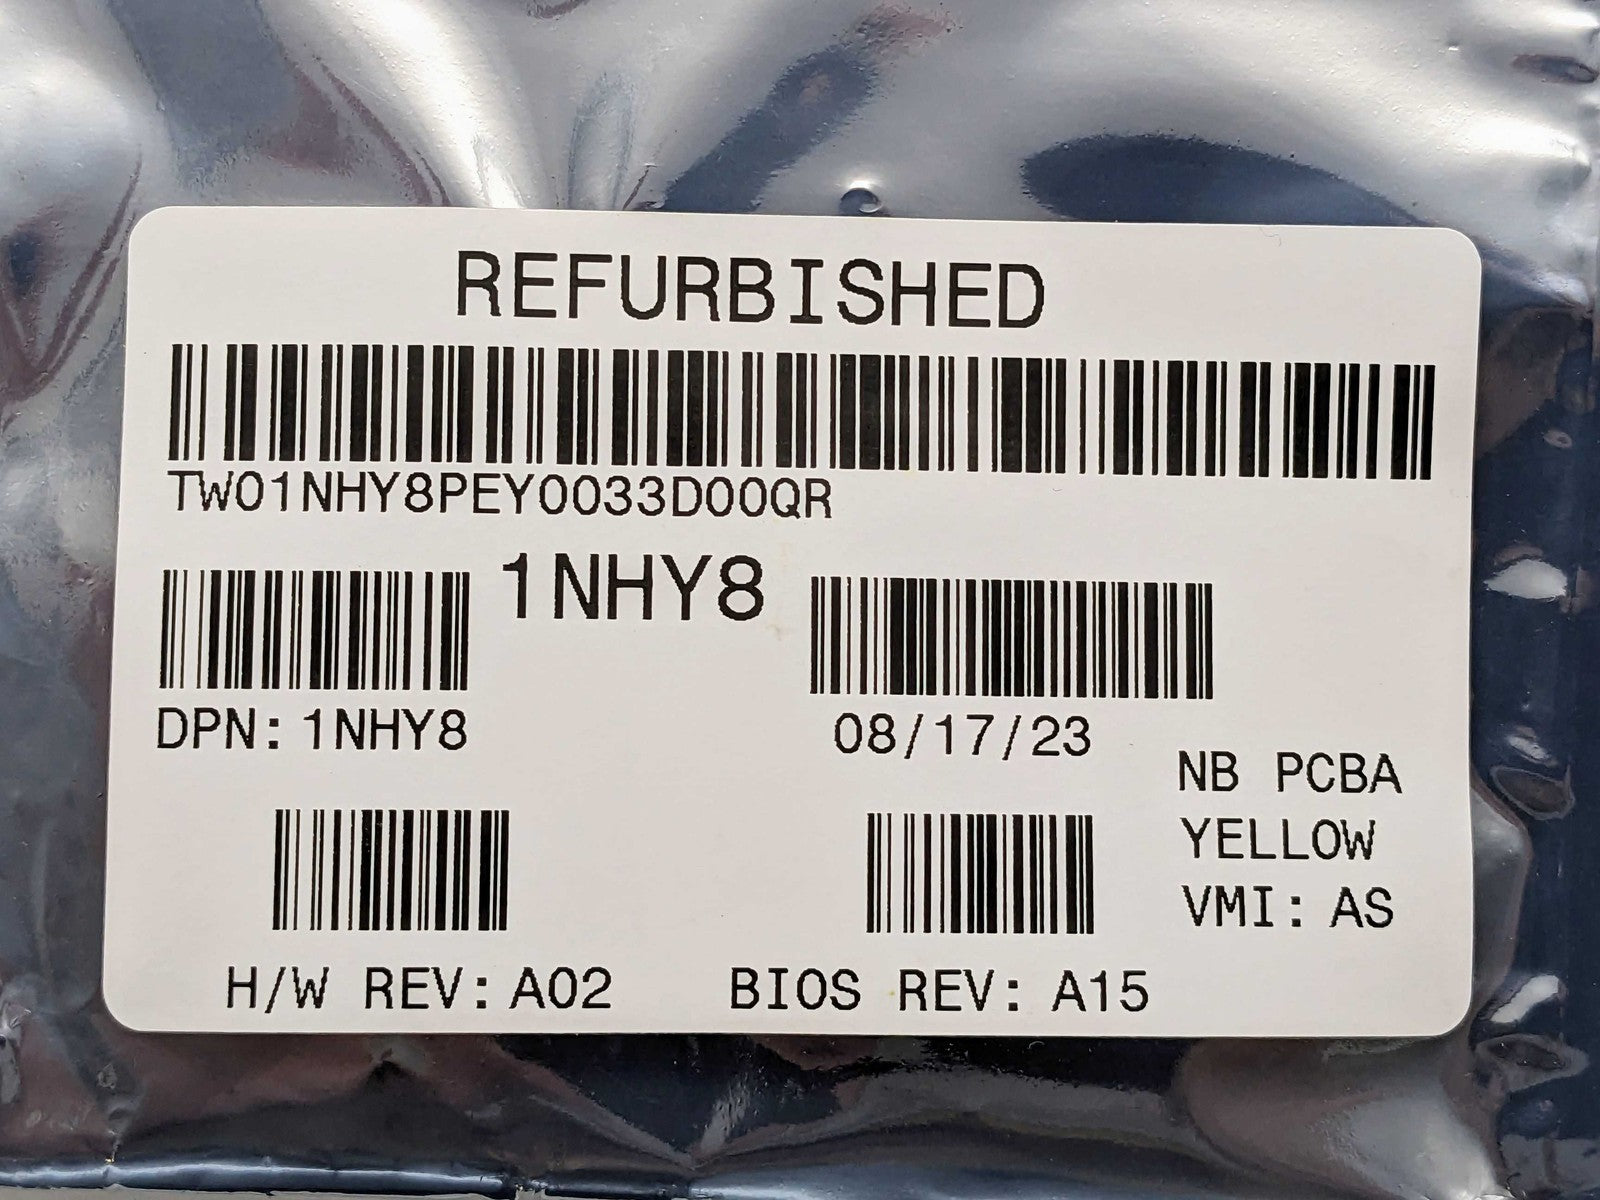 REFURBISHED
TW01NHY8PEY0033D00QR
1NHY8
DPN: 1NHY8
08/17/23
NB PCBA
YELLOW
VMI: AS
H/W REV: A02
BIOS REV: A15